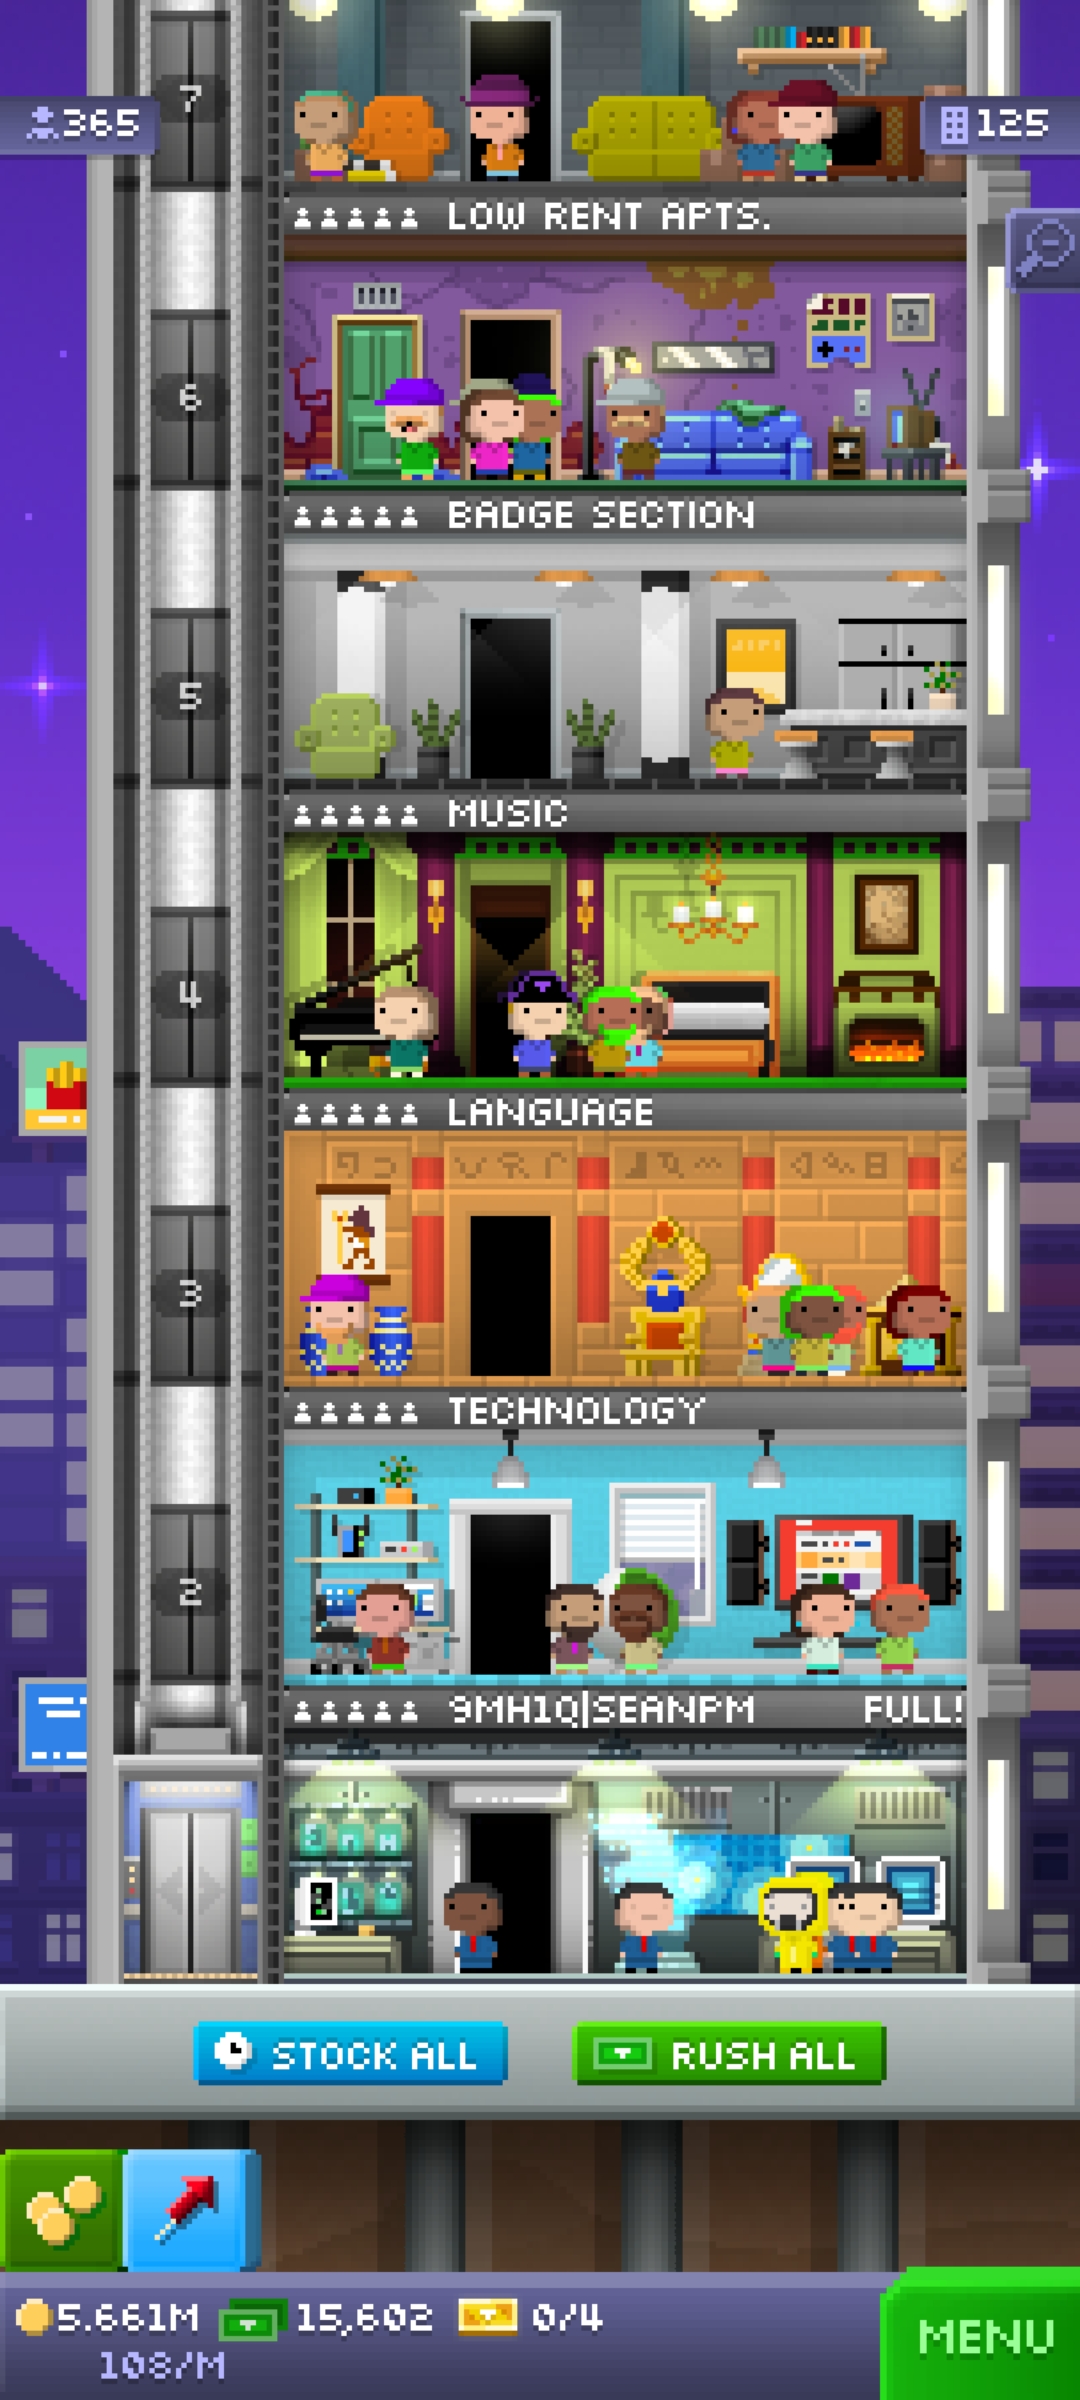 7
365
125
LOW RENT APTS.
6
BADGE SECTION
5
MUSIC
4
LANGUAGE
3
TECHNOLOGY
2
9MH1Q|SEANPM FULL!
STOCK ALL
RUSH ALL
5.661M 15,602 0/4
108/M
MENU